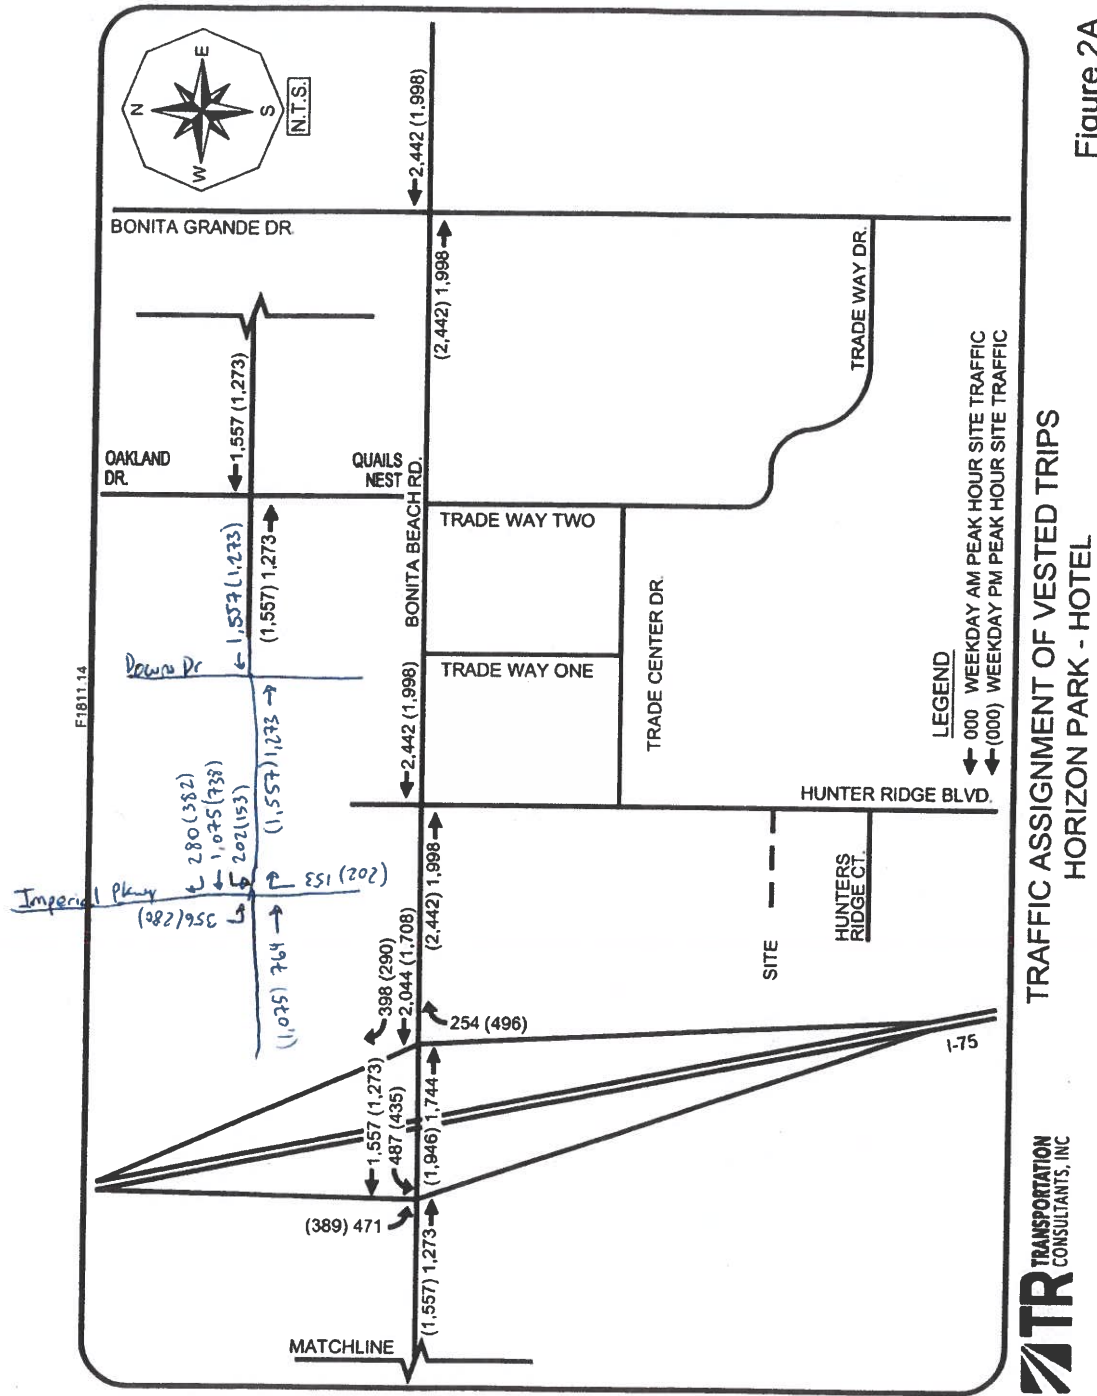 Figure 2A
F1811.14
N
E
S
W
N.T.S.
BONITA GRANDE DR.
OAKLAND
DR.
1,557 (1,273)
(1,557) 1,273
QUAILS
NEST
BONITA BEACH RD.
2,442 (1,998)
(2,442) 1,998
TRADE WAY DR.
TRADE WAY TWO
TRADE WAY ONE
TRADE CENTER DR.
2,442 (1,998)
HUNTER RIDGE BLVD.
Downs Dr
1,557 (1,273)
(1,557) 1,273
Imperial Pkwy
280 (382)
1,075 (738)
202 (153)
356 (280)
(202) 153
(1,075) 764
398 (290)
2,044 (1,708)
(2,442) 1,998
254 (496)
SITE
HUNTERS
RIDGE CT.
I-75
1,557 (1,273)
487 (435)
(1,946) 1,744
(389) 471
(1,557) 1,273
MATCHLINE
LEGEND
000 WEEKDAY AM PEAK HOUR SITE TRAFFIC
(000) WEEKDAY PM PEAK HOUR SITE TRAFFIC
TR TRANSPORTATION
CONSULTANTS, INC
TRAFFIC ASSIGNMENT OF VESTED TRIPS
HORIZON PARK - HOTEL